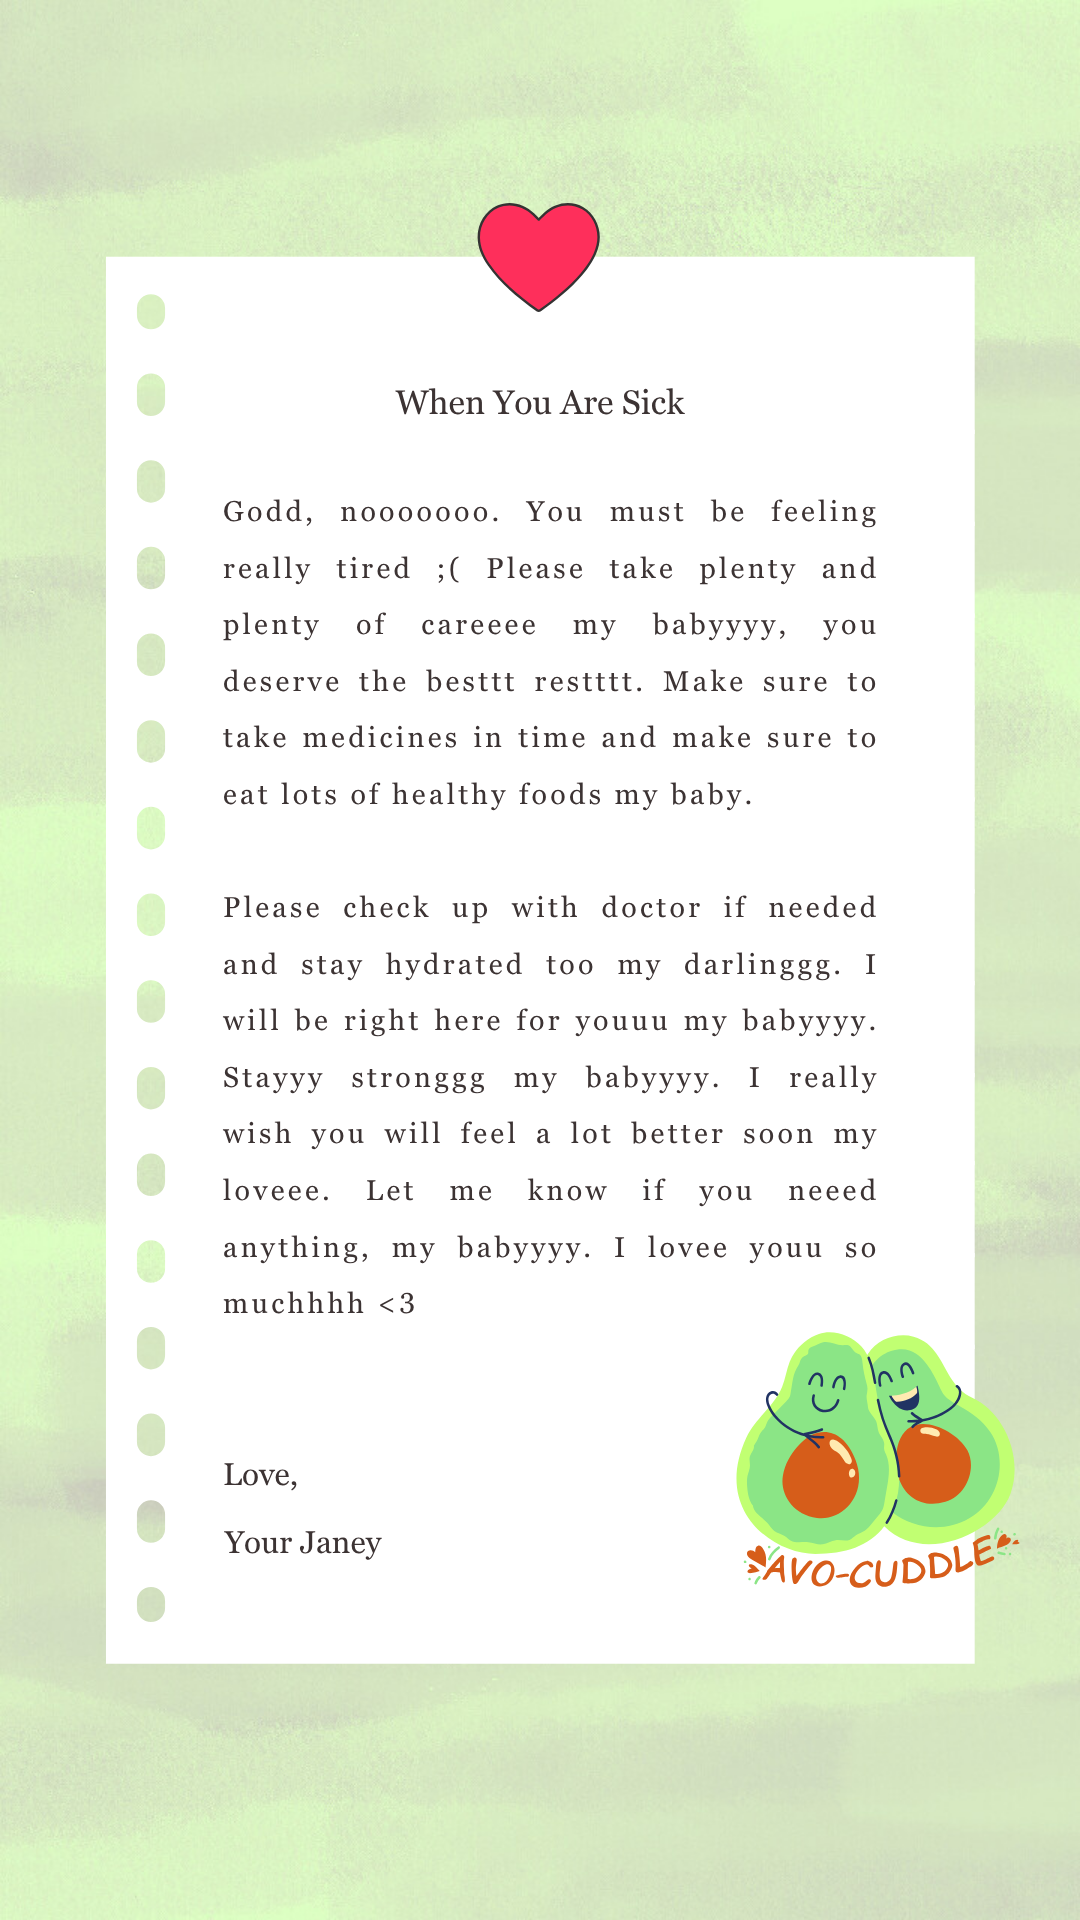 When You Are Sick
Godd, nooooooo. You must be feeling
really tired ;( Please take plenty and
plenty of careeee my babyyyy, you
deserve the besttt restttt. Make sure to
take medicines in time and make sure to
eat lots of healthy foods my baby.
Please check up with doctor if needed
and stay hydrated too my darlinggg. I
will be right here for youuu my babyyyy.
Stayyy stronggg my babyyyy. I really
wish you will feel a lot better soon my
loveee. Let me know if you neeed
anything, my babyyyy. I lovee youu so
muchhhh <3
Love,
Your Janey
AVO-CUDDLE